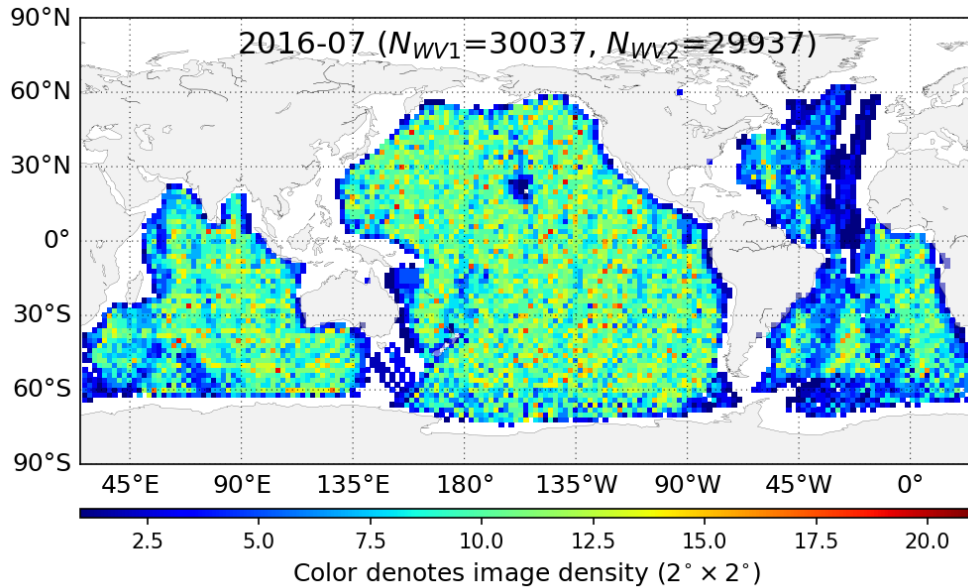 2016-07 (N_WV1=30037, N_WV2=29937)
90°N
60°N
30°N
0°
30°S
60°S
90°S
45°E 90°E 135°E 180° 135°W 90°W 45°W 0°
2.5 5.0 7.5 10.0 12.5 15.0 17.5 20.0
Color denotes image density (2° × 2°)